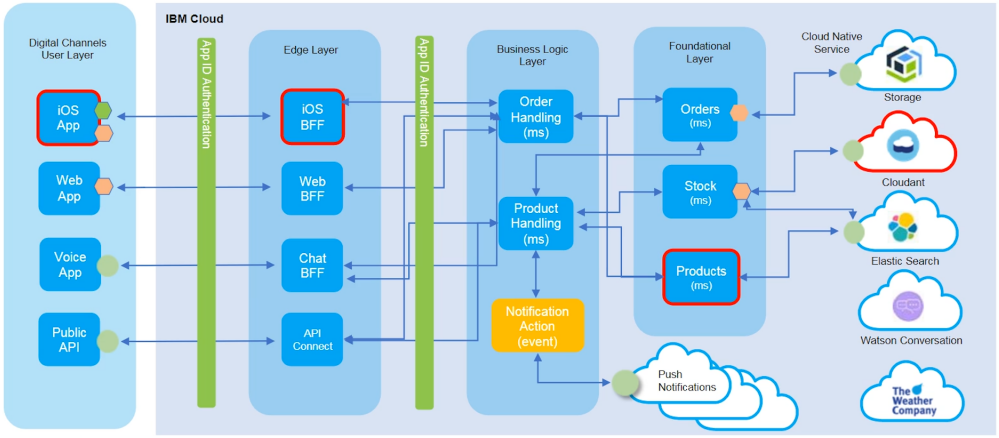 IBM Cloud
Digital Channels
User Layer
iOS
App
Web
App
Voice
App
Public
API
App ID Authentication
Edge Layer
iOS
BFF
Web
BFF
Chat
BFF
API
Connect
App ID Authentication
Business Logic
Layer
Order
Handling
(ms)
Product
Handling
(ms)
Notification
Action
(event)
Foundational
Layer
Orders
(ms)
Stock
(ms)
Products
(ms)
Push
Notifications
Cloud Native
Service
Storage
Cloudant
Elastic Search
Watson Conversation
The
Weather
Company